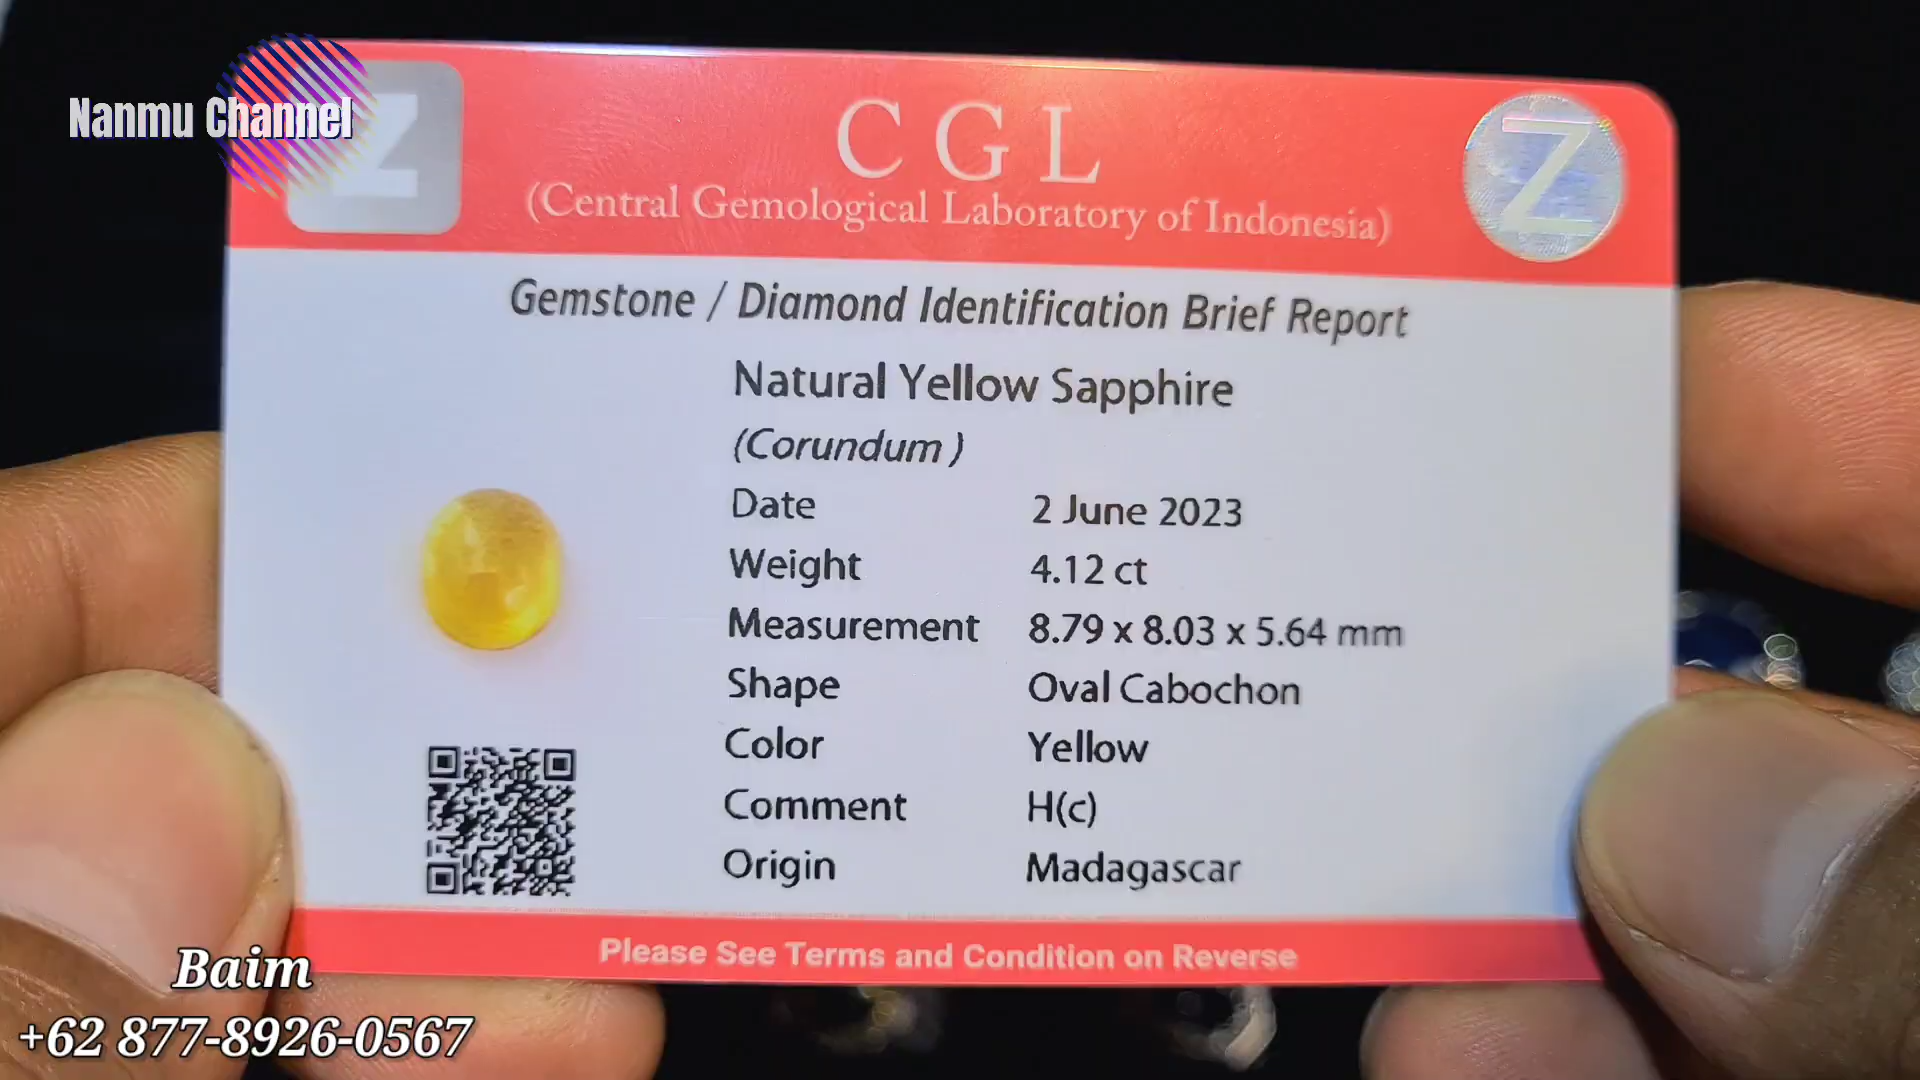 Nanmu Channel
Z
Z
C G L
(Central Gemological Laboratory of Indonesia)
Gemstone / Diamond Identification Brief Report
Natural Yellow Sapphire
(Corundum )
Date 2 June 2023
Weight 4.12 ct
Measurement 8.79 x 8.03 x 5.64 mm
Shape Oval Cabochon
Color Yellow
Comment H(c)
Origin Madagascar
Please See Terms and Condition on Reverse
Baim
+62 877-8926-0567